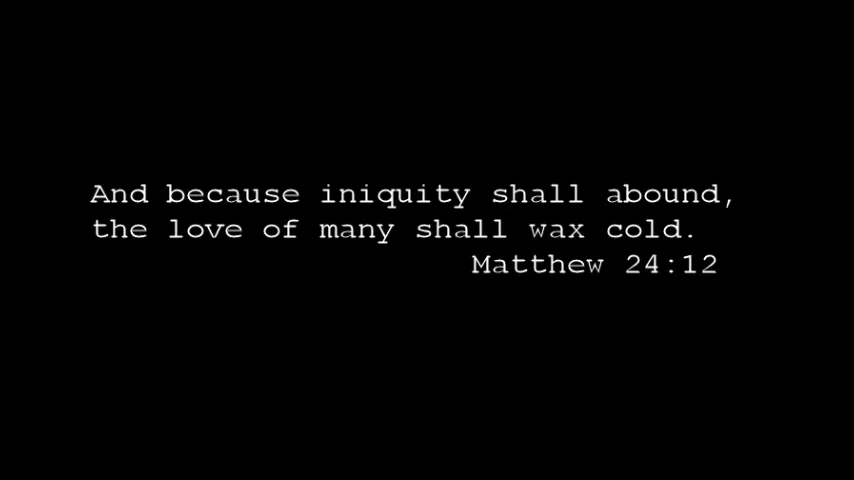 And because iniquity shall abound,
the love of many shall wax cold.
Matthew 24:12